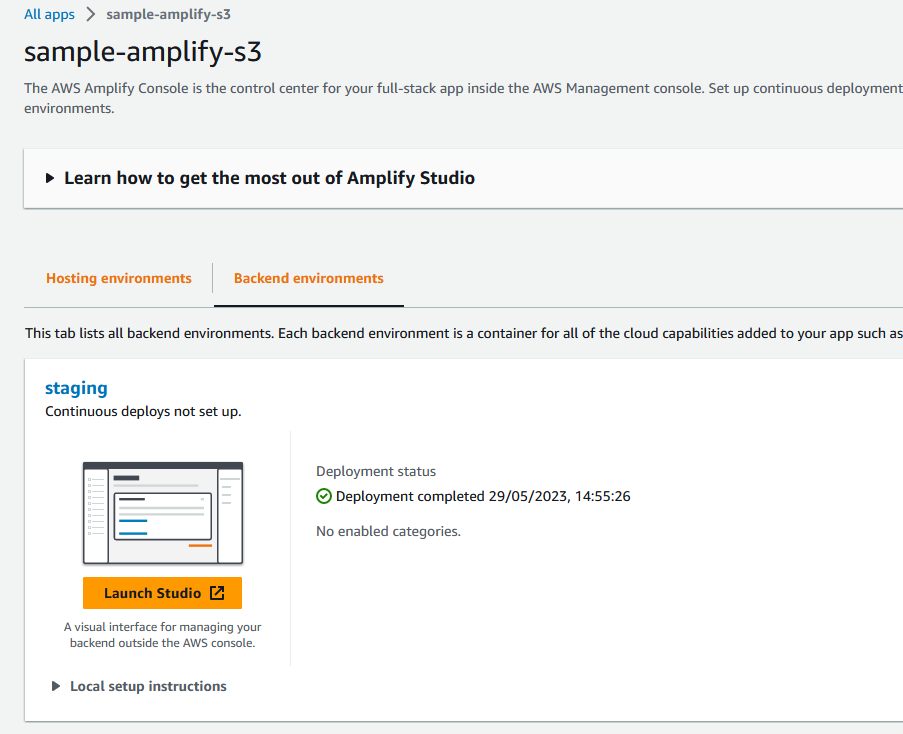 All apps > sample-amplify-s3
sample-amplify-s3
The AWS Amplify Console is the control center for your full-stack app inside the AWS Management console. Set up continuous deployment
environments.
Learn how to get the most out of Amplify Studio
Hosting environments
Backend environments
This tab lists all backend environments. Each backend environment is a container for all of the cloud capabilities added to your app such as
staging
Continuous deploys not set up.
Deployment status
Deployment completed 29/05/2023, 14:55:26
No enabled categories.
Launch Studio
A visual interface for managing your
backend outside the AWS console.
Local setup instructions